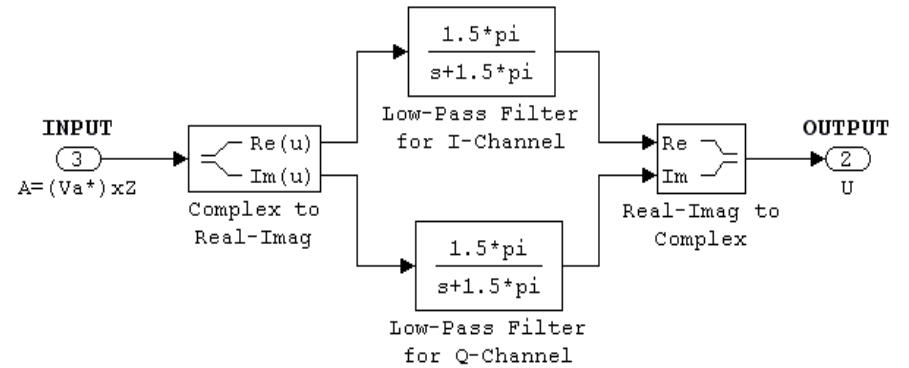 1.5*pi
s+1.5*pi
Low-Pass Filter
for I-Channel
INPUT
3
A=(Va*)xZ
Re(u)
Im(u)
Complex to
Real-Imag
Re
Im
Real-Imag to
Complex
OUTPUT
2
U
1.5*pi
s+1.5*pi
Low-Pass Filter
for Q-Channel